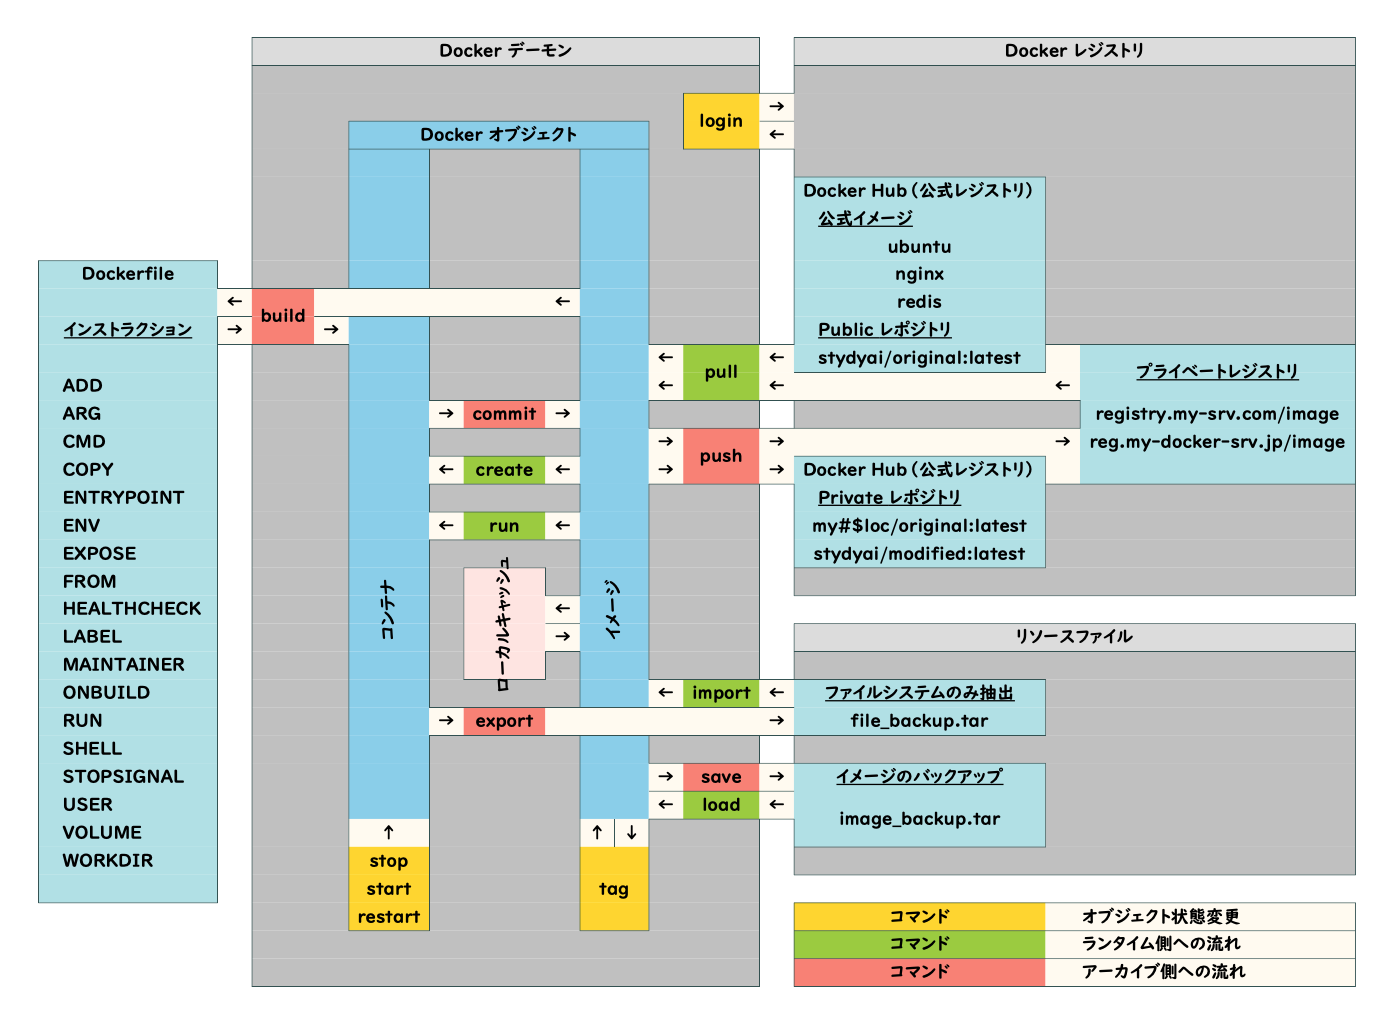 Docker デーモン
Docker レジストリ
login
→
←
Docker オブジェクト
Docker Hub（公式レジストリ）
公式イメージ
ubuntu
nginx
redis
Public レポジトリ
stydyai/original:latest
Dockerfile
インストラクション
ADD
ARG
CMD
COPY
ENTRYPOINT
ENV
EXPOSE
FROM
HEALTHCHECK
LABEL
MAINTAINER
ONBUILD
RUN
SHELL
STOPSIGNAL
USER
VOLUME
WORKDIR
← build ←
→ →
← pull ←
← ← ←
プライベートレジストリ
registry.my-srv.com/image
reg.my-docker-srv.jp/image
→ commit →
→ push → →
→ →
← create ←
Docker Hub（公式レジストリ）
Private レポジトリ
my#$loc/original:latest
stydyai/modified:latest
← run ←
コンテナ
ローカルキャッシュ
←
→
イメージ
リソースファイル
← import ←
ファイルシステムのみ抽出
file_backup.tar
→ export →
→ save →
← load ←
イメージのバックアップ
image_backup.tar
↑
stop
start
restart
↑ ↓
tag
コマンド オブジェクト状態変更
コマンド ランタイム側への流れ
コマンド アーカイブ側への流れ